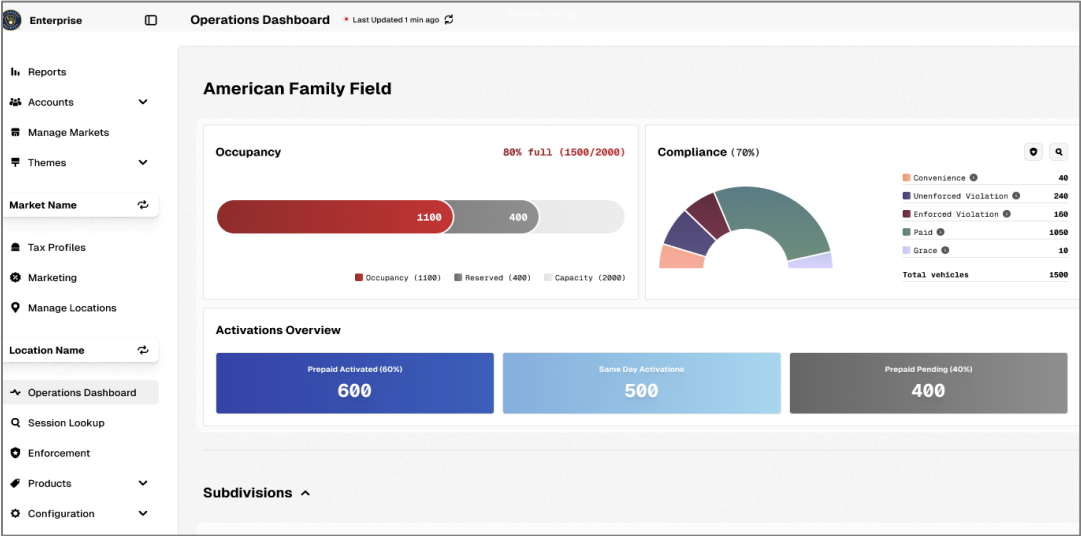 Enterprise
Operations Dashboard
Last Updated 1 min ago
Reports
Accounts
Manage Markets
Themes
Market Name
Tax Profiles
Marketing
Manage Locations
Location Name
Operations Dashboard
Session Lookup
Enforcement
Products
Configuration
American Family Field
Occupancy
80% full (1500/2000)
1100
400
Occupancy (1100)
Reserved (400)
Capacity (2000)
Compliance (70%)
Convenience 40
Unenforced Violation 240
Enforced Violation 160
Paid 1050
Grace 10
Total vehicles 1500
Activations Overview
Prepaid Activated (60%)
600
Same Day Activations
500
Prepaid Pending (40%)
400
Subdivisions